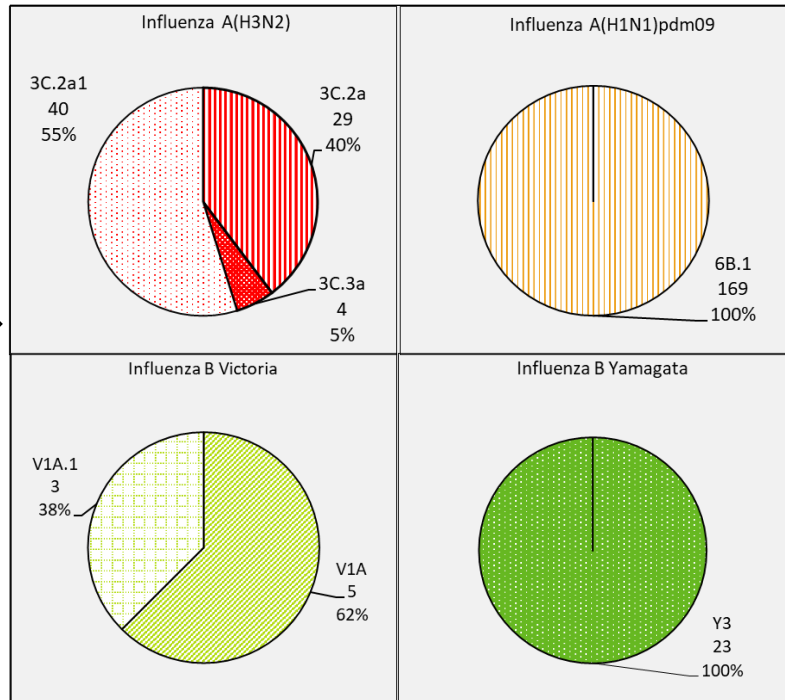 Influenza A(H3N2)
3C.2a1
40
55%
3C.2a
29
40%
3C.3a
4
5%
Influenza A(H1N1)pdm09
6B.1
169
100%
Influenza B Victoria
V1A.1
3
38%
V1A
5
62%
Influenza B Yamagata
Y3
23
100%